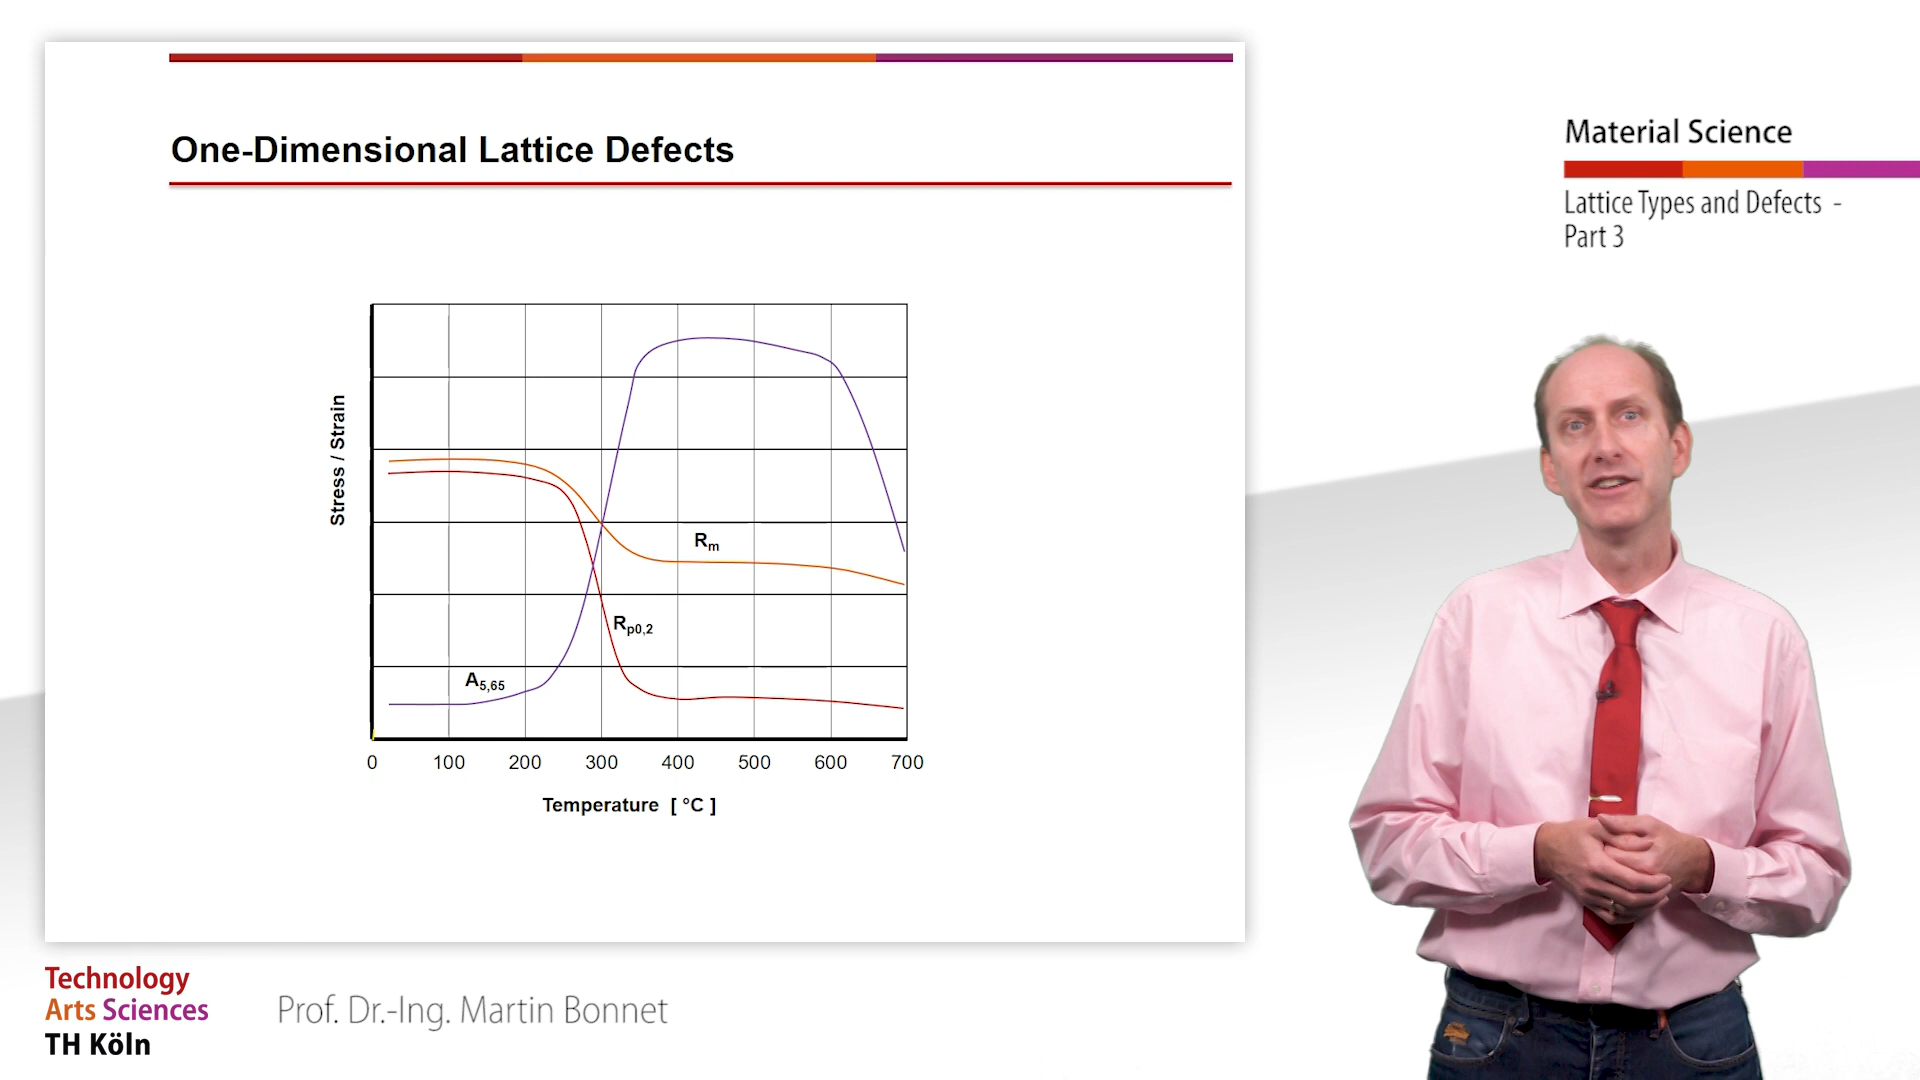 One-Dimensional Lattice Defects
Stress / Strain
Rm
Rp0,2
A5,65
0 100 200 300 400 500 600 700
Temperature [ °C ]
Material Science
Lattice Types and Defects -
Part 3
Technology
Arts Sciences
TH Köln
Prof. Dr.-Ing. Martin Bonnet